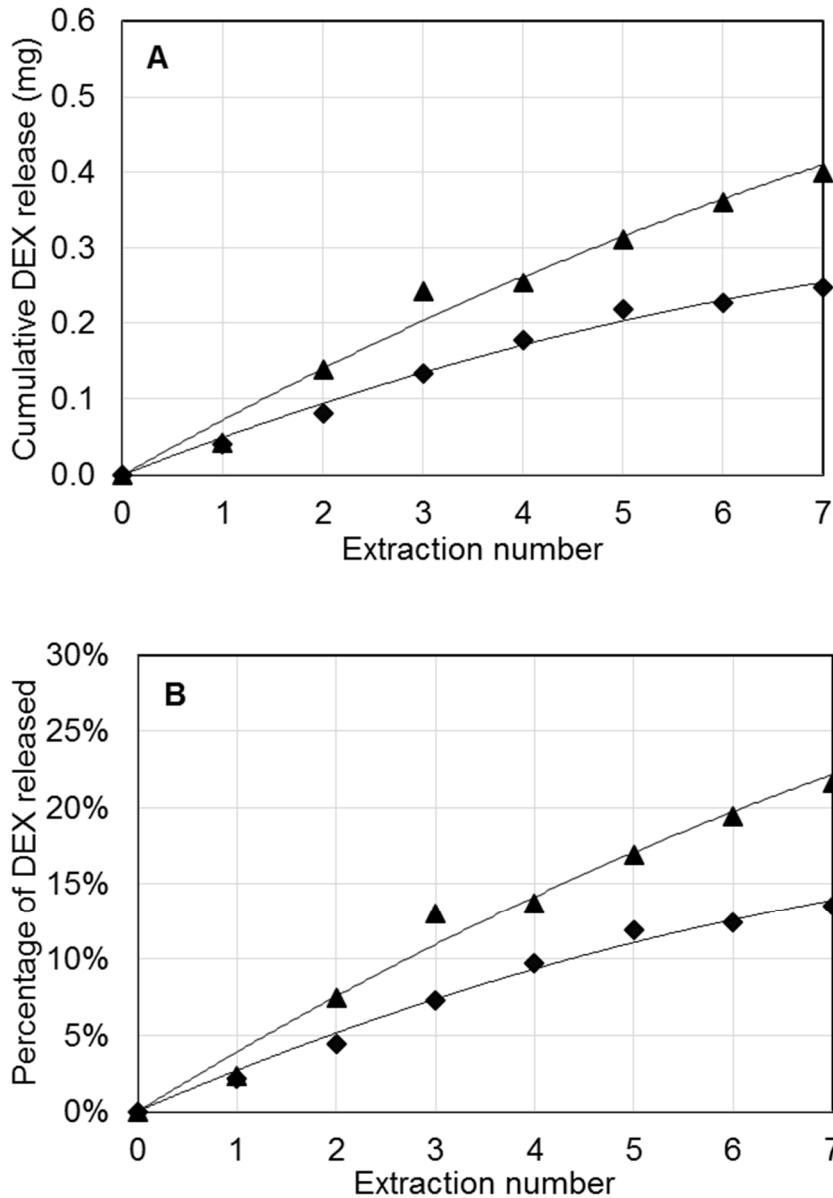 A
Cumulative DEX release (mg)
0.6
0.5
0.4
0.3
0.2
0.1
0.0
0 1 2 3 4 5 6 7
Extraction number
B
Percentage of DEX released
30%
25%
20%
15%
10%
5%
0%
0 1 2 3 4 5 6 7
Extraction number